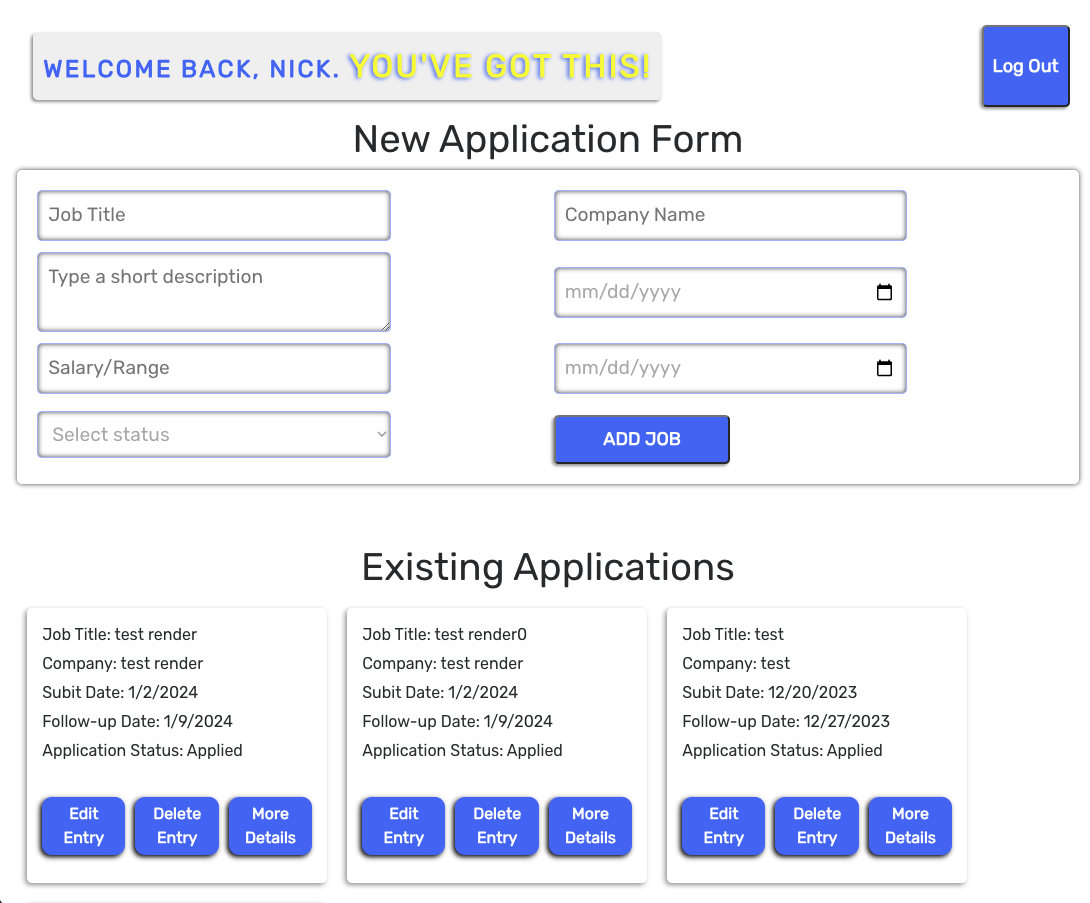 WELCOME BACK, NICK. YOU'VE GOT THIS!
Log Out
New Application Form
Job Title
Company Name
Type a short description
mm/dd/yyyy
Salary/Range
mm/dd/yyyy
Select status
ADD JOB
Existing Applications
Job Title: test render
Company: test render
Subit Date: 1/2/2024
Follow-up Date: 1/9/2024
Application Status: Applied
Edit
Entry
Delete
Entry
More
Details
Job Title: test render0
Company: test render
Subit Date: 1/2/2024
Follow-up Date: 1/9/2024
Application Status: Applied
Edit
Entry
Delete
Entry
More
Details
Job Title: test
Company: test
Subit Date: 12/20/2023
Follow-up Date: 12/27/2023
Application Status: Applied
Edit
Entry
Delete
Entry
More
Details